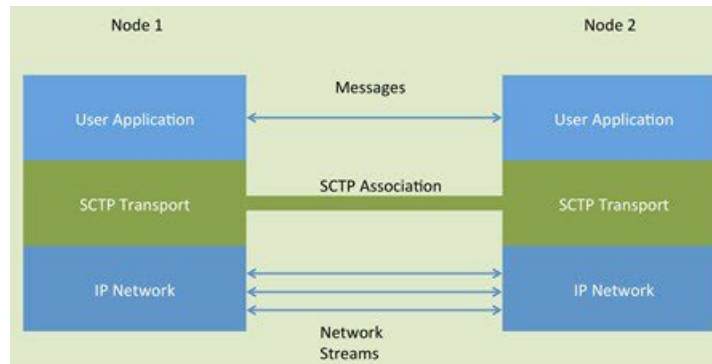 Node 1
Node 2
Messages
User Application
User Application
SCTP Association
SCTP Transport
SCTP Transport
IP Network
IP Network
Network
Streams